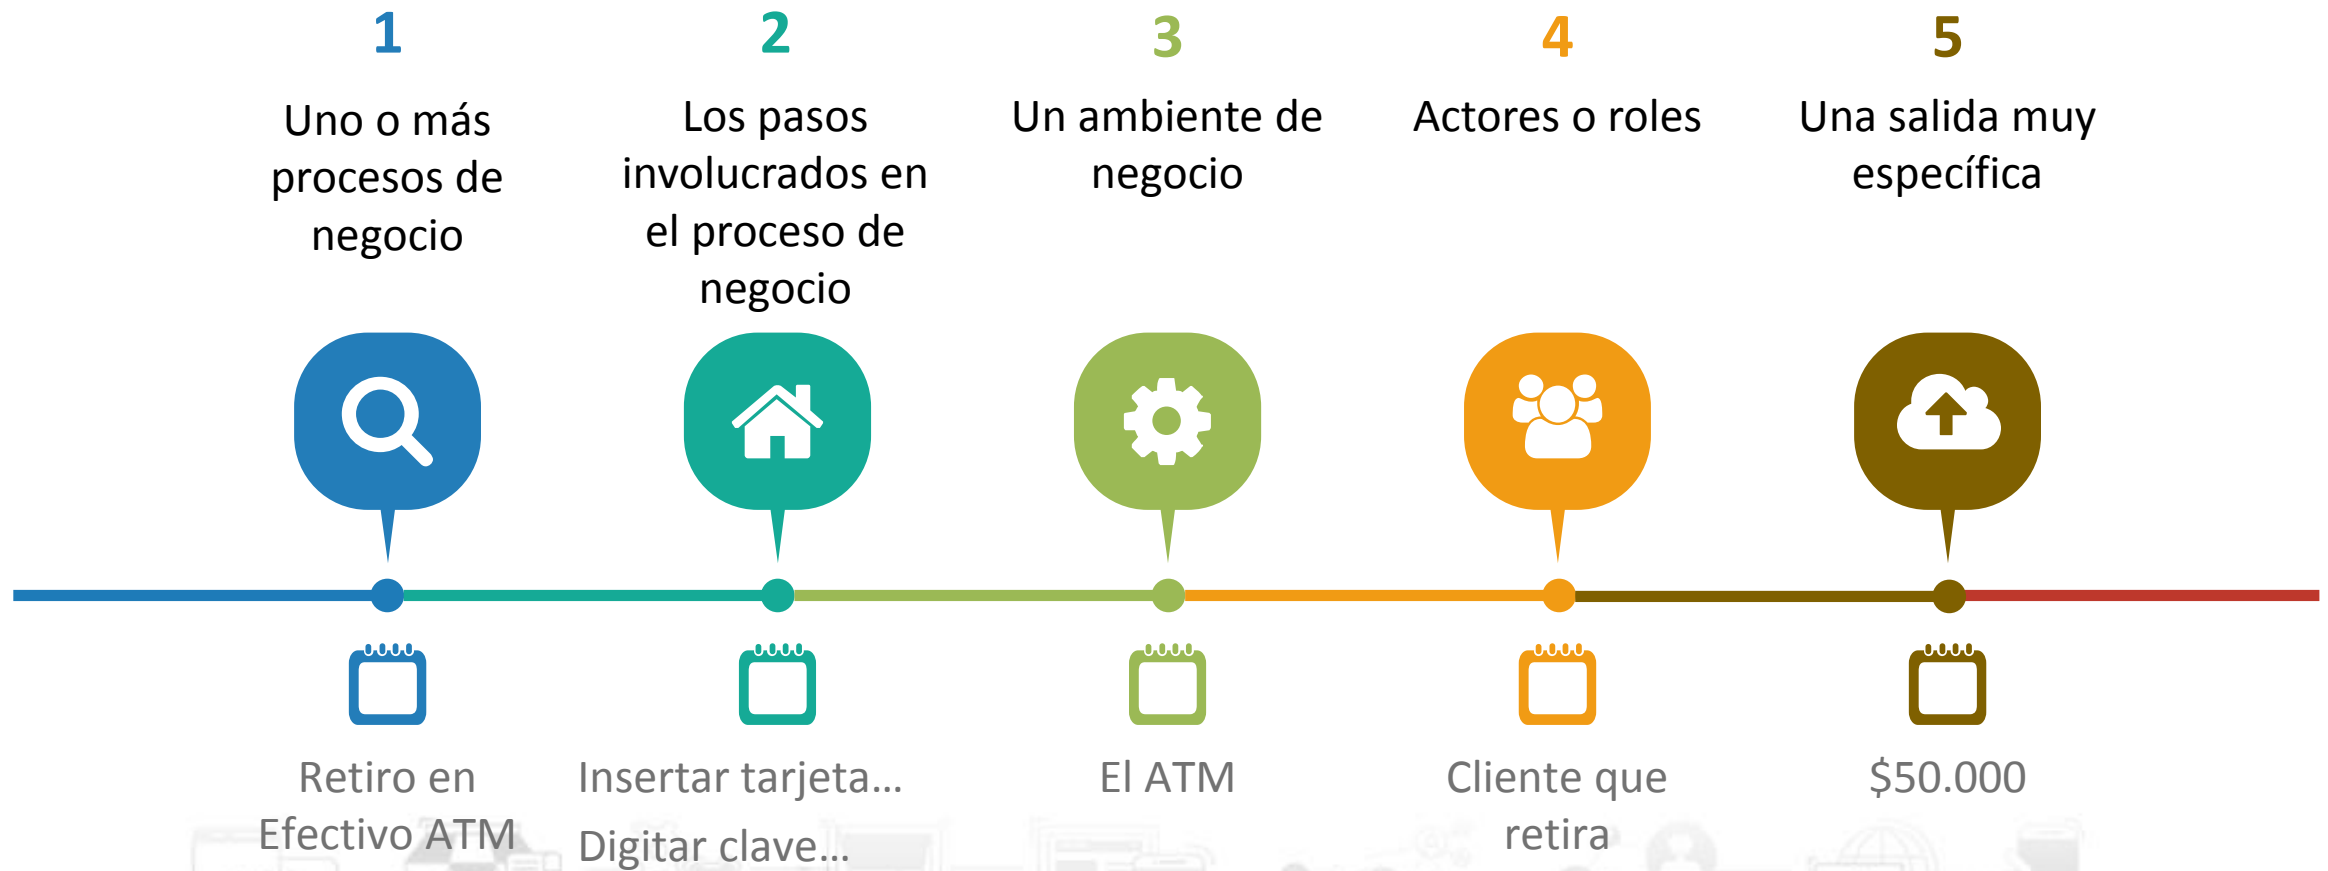 1
Uno o más
procesos de
negocio
2
Los pasos
involucrados en
el proceso de
negocio
3
Un ambiente de
negocio
4
Actores o roles
5
Una salida muy
específica
Retiro en
Efectivo ATM
Insertar tarjeta...
Digitar clave...
El ATM
Cliente que
retira
$50.000